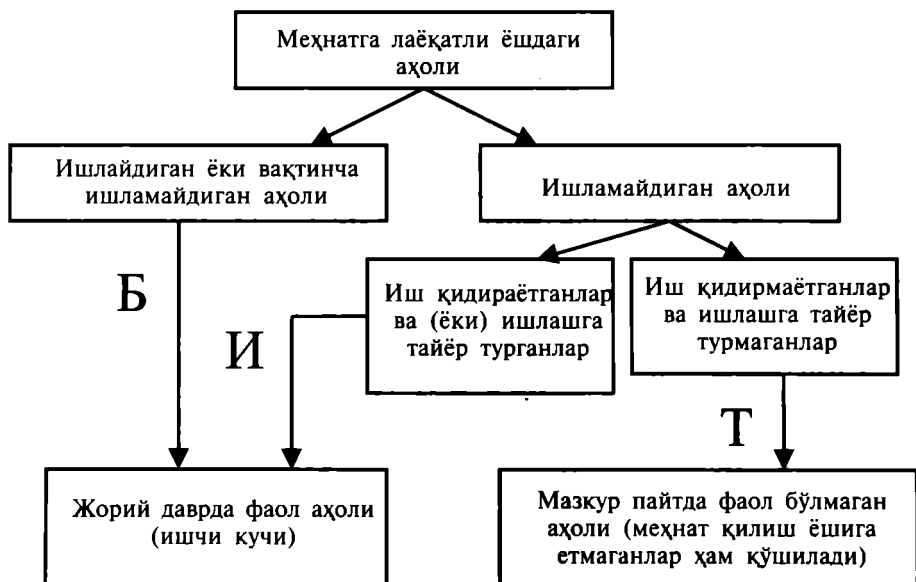 Меҳнатга лаёқатли ёшдаги
аҳоли
Ишлайдиган ёки вақтинча
ишламайдиган аҳоли
Ишламайдиган аҳоли
Б
И
Иш қидираётганлар
ва (ёки) ишлашга
тайёр турганлар
Иш қидирмаётганлар
ва ишлашга тайёр
турмаганлар
Т
Жорий даврда фаол аҳоли
(ишчи кучи)
Мазкур пайтда фаол бўлмаган
аҳоли (меҳнат қилиш ёшига
етмаганлар ҳам қўшилади)